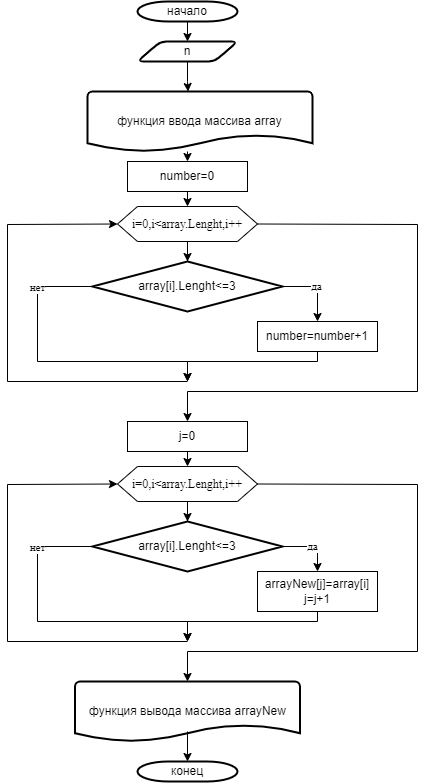 начало
n
функция ввода массива array
number=0
i=0,i<array.Lenght,i++
array[i].Lenght<=3
нет
да
number=number+1
j=0
i=0,i<array.Lenght,i++
array[i].Lenght<=3
нет
да
arrayNew[j]=array[i]
j=j+1
функция вывода массива arrayNew
конец